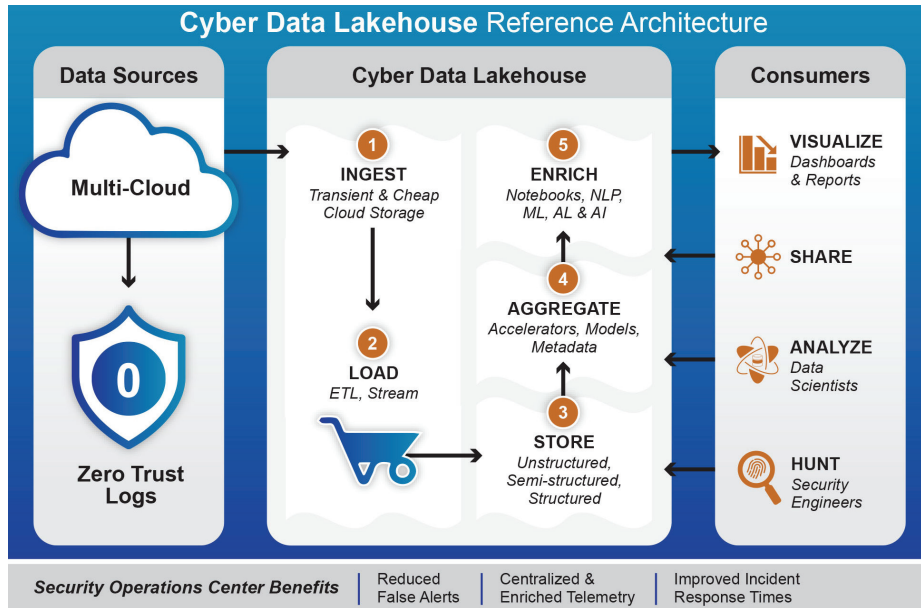 Cyber Data Lakehouse Reference Architecture
Data Sources
Multi-Cloud
0
Zero Trust
Logs
Cyber Data Lakehouse
1
INGEST
Transient & Cheap
Cloud Storage
2
LOAD
ETL, Stream
3
STORE
Unstructured,
Semi-structured,
Structured
4
AGGREGATE
Accelerators, Models,
Metadata
5
ENRICH
Notebooks, NLP,
ML, AL & AI
Consumers
VISUALIZE
Dashboards
& Reports
SHARE
ANALYZE
Data
Scientists
HUNT
Security
Engineers
Security Operations Center Benefits
Reduced
False Alerts
Centralized &
Enriched Telemetry
Improved Incident
Response Times